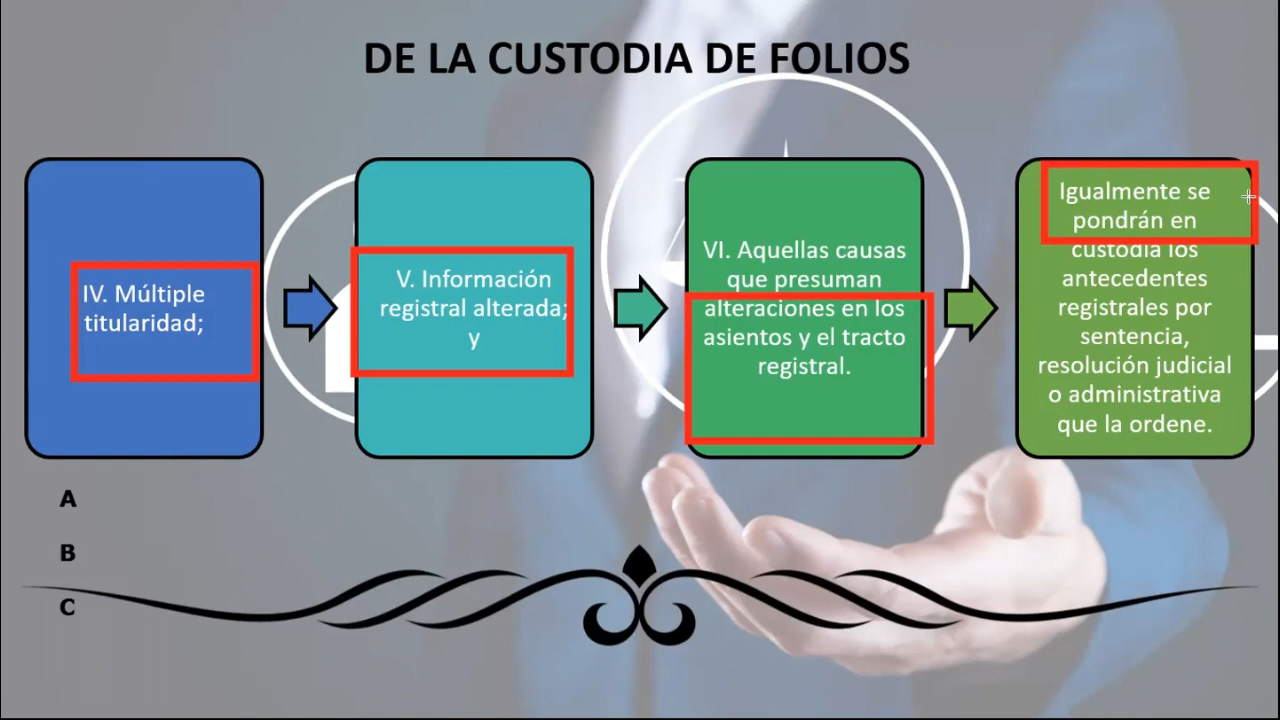 DE LA CUSTODIA DE FOLIOS
IV. Múltiple
titularidad;
V. Información
registral alterada;
y
VI. Aquellas causas
que presuman
alteraciones en los
asientos y el tracto
registral.
Igualmente se
pondrán en
custodia los
antecedentes
registrales por
sentencia,
resolución judicial
o administrativa
que la ordene.
A
B
C